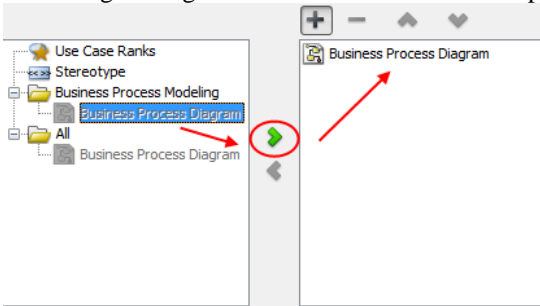 Use Case Ranks
Stereotype
Business Process Modeling
Business Process Diagram
All
Business Process Diagram
Business Process Diagram